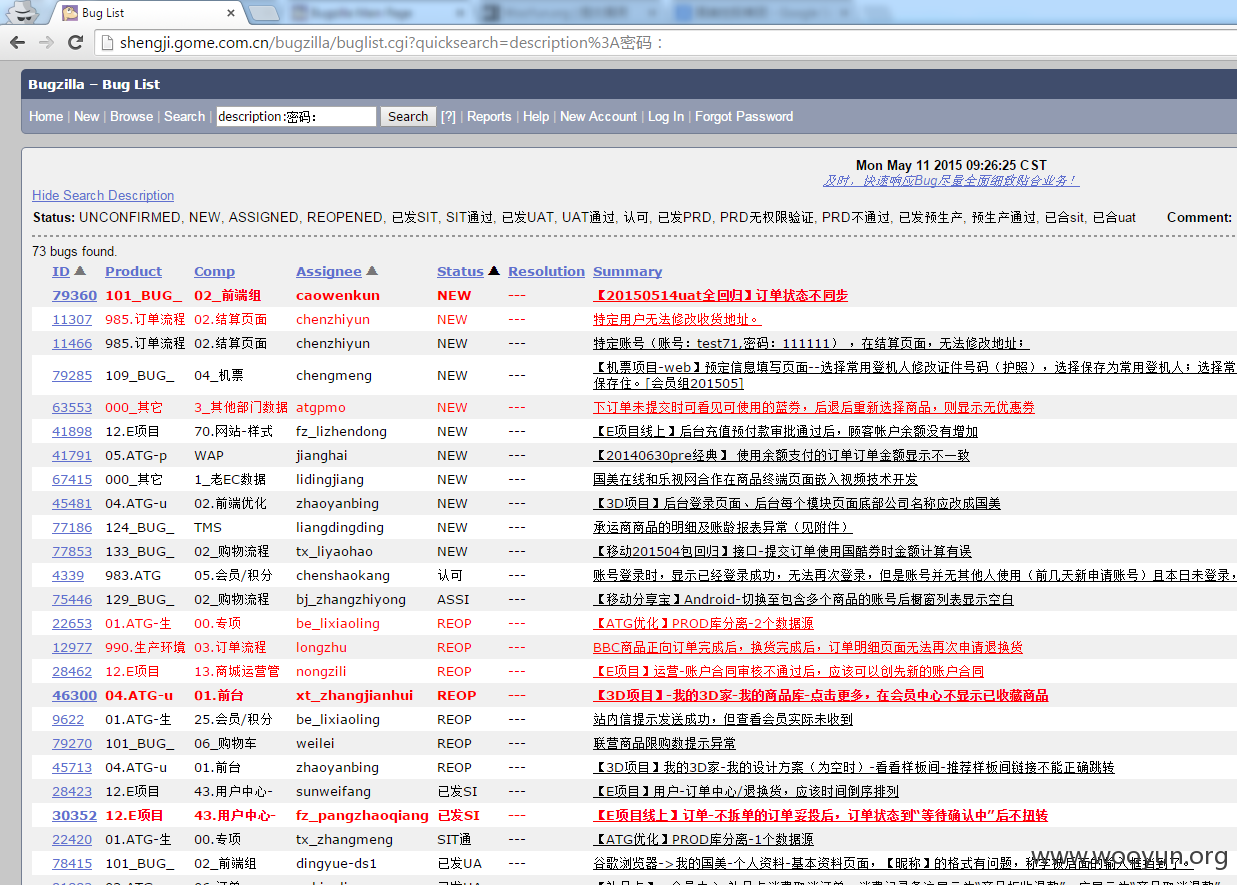 Bug List
shengji.gome.com.cn/bugzilla/buglist.cgi?quicksearch=description%3A密码：
Bugzilla – Bug List
Home | New | Browse | Search | description:密码： Search [?] | Reports | Help | New Account | Log In | Forgot Password
Mon May 11 2015 09:26:25 CST
及时，快速响应Bug尽量全面细致贴合业务！
Hide Search Description
Status: UNCONFIRMED, NEW, ASSIGNED, REOPENED, 已发SIT, SIT通过, 已发UAT, UAT通过, 认可, 已发PRD, PRD无权限验证, PRD不通过, 已发预生产, 预生产通过, 已合sit, 已合uat Comment:
73 bugs found.
ID Product Comp Assignee Status Resolution Summary
79360 101_BUG_ 02_前端组 caowenkun NEW --- 【20150514uat全回归】订单状态不同步
11307 985.订单流程 02.结算页面 chenzhiyun NEW --- 特定用户无法修改收货地址。
11466 985.订单流程 02.结算页面 chenzhiyun NEW --- 特定账号（账号：test71,密码：111111），在结算页面，无法修改地址；
79285 109_BUG_ 04_机票 chengmeng NEW --- 【机票项目-web】预定信息填写页面--选择常用登机人修改证件号码（护照），选择保存为常用登机人；选择常
保存住。[会员组201505]
63553 000_其它 3_其他部门数据 atgpmo NEW --- 下订单未提交时可看见可使用的蓝券，后退后重新选择商品，则显示无优惠券
41898 12.E项目 70.网站-样式 fz_lizhendong NEW --- 【E项目线上】后台充值预付款审批通过后，顾客帐户余额没有增加
41791 05.ATG-p WAP jianghai NEW --- 【20140630pre经典】 使用余额支付的订单订单金额显示不一致
67415 000_其它 1_老EC数据 lidingjiang NEW --- 国美在线和乐视网合作在商品终端页面嵌入视频技术开发
45481 04.ATG-u 02.前端优化 zhaoyanbing NEW --- 【3D项目】后台登录页面、后台每个模块页面底部公司名称应改成国美
77186 124_BUG_ TMS liangdingding NEW --- 承运商商品的明细及账龄报表异常（见附件）
77853 133_BUG_ 02_购物流程 tx_liyaohao NEW --- 【移动201504包回归】接口-提交订单使用国酷券时金额计算有误
4339 983.ATG 05.会员/积分 chenshaokang 认可 --- 账号登录时，显示已经登录成功，无法再次登录，但是账号并无其他人使用（前几天新申请账号）且本日未登录，
75446 129_BUG_ 02_购物流程 bj_zhangzhiyong ASSI --- 【移动分享宝】Android-切换至包含多个商品的账号后橱窗列表显示空白
22653 01.ATG-生 00.专项 be_lixiaoling REOP --- 【ATG优化】PROD库分离-2个数据源
12977 990.生产环境 03.订单流程 longzhu REOP --- BBC商品正向订单完成后，换货完成后，订单明细页面无法再次申请退换货
28462 12.E项目 13.商城运营管 nongzili REOP --- 【E项目】运营-账户合同审核不通过后，应该可以创先新的账户合同
46300 04.ATG-u 01.前台 xt_zhangjianhui REOP --- 【3D项目】-我的3D家-我的商品库-点击更多，在会员中心不显示已收藏商品
9622 01.ATG-生 25.会员/积分 be_lixiaoling REOP --- 站内信提示发送成功，但查看会员实际未收到
79270 101_BUG_ 06_购物车 weilei REOP --- 联营商品限购数提示异常
45713 04.ATG-u 01.前台 zhaoyanbing REOP --- 【3D项目】我的3D家-我的设计方案（为空时）-看看样板间-推荐样板间链接不能正确跳转
28423 12.E项目 43.用户中心- sunweifang 已发SI --- 【E项目】用户-订单中心/退换货，应该时间倒序排列
30352 12.E项目 43.用户中心- fz_pangzhaoqiang 已发SI --- 【E项目线上】订单-不拆单的订单妥投后，订单状态到“等待确认中”后不扭转
22420 01.ATG-生 00.专项 tx_zhangmeng SIT通 --- 【ATG优化】PROD库分离-1个数据源
78415 101_BUG_ 02_前端组 dingyue-ds1 已发UA --- 谷歌浏览器->我的国美-个人资料-基本资料页面，【昵称】的格式有问题，称字被后面的输入框挡到了。
www.wooyun.org